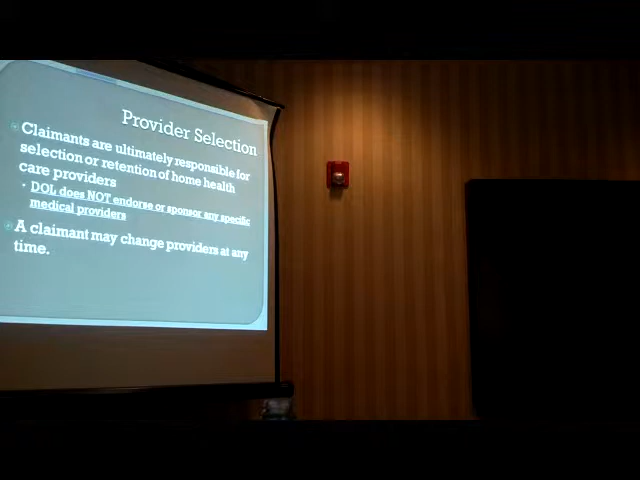 Provider Selection
Claimants are ultimately responsible for
selection or retention of home health
care providers
DOL does NOT endorse or sponsor any specific
medical providers
A claimant may change providers at any
time.